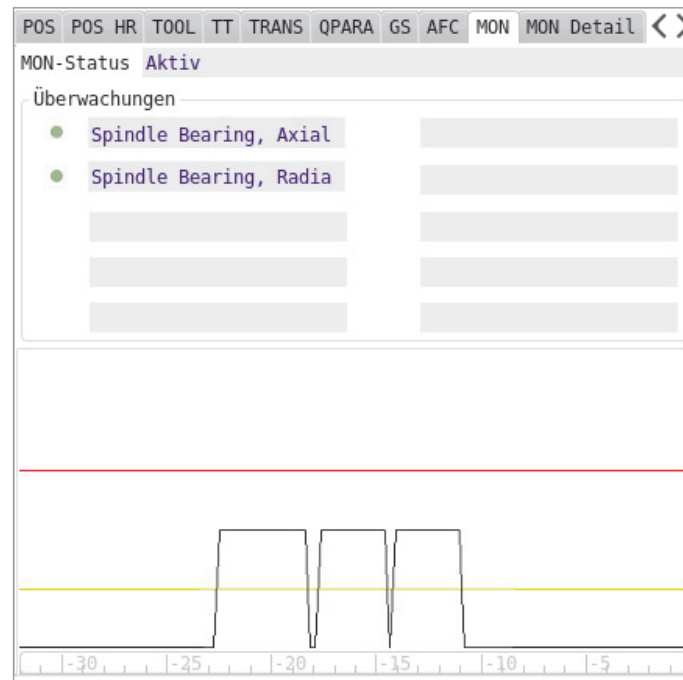 POS POS HR TOOL TT TRANS QPARA GS AFC MON MON Detail
MON-Status Aktiv
Überwachungen
Spindle Bearing, Axial
Spindle Bearing, Radia
-30 -25 -20 -15 -10 -5